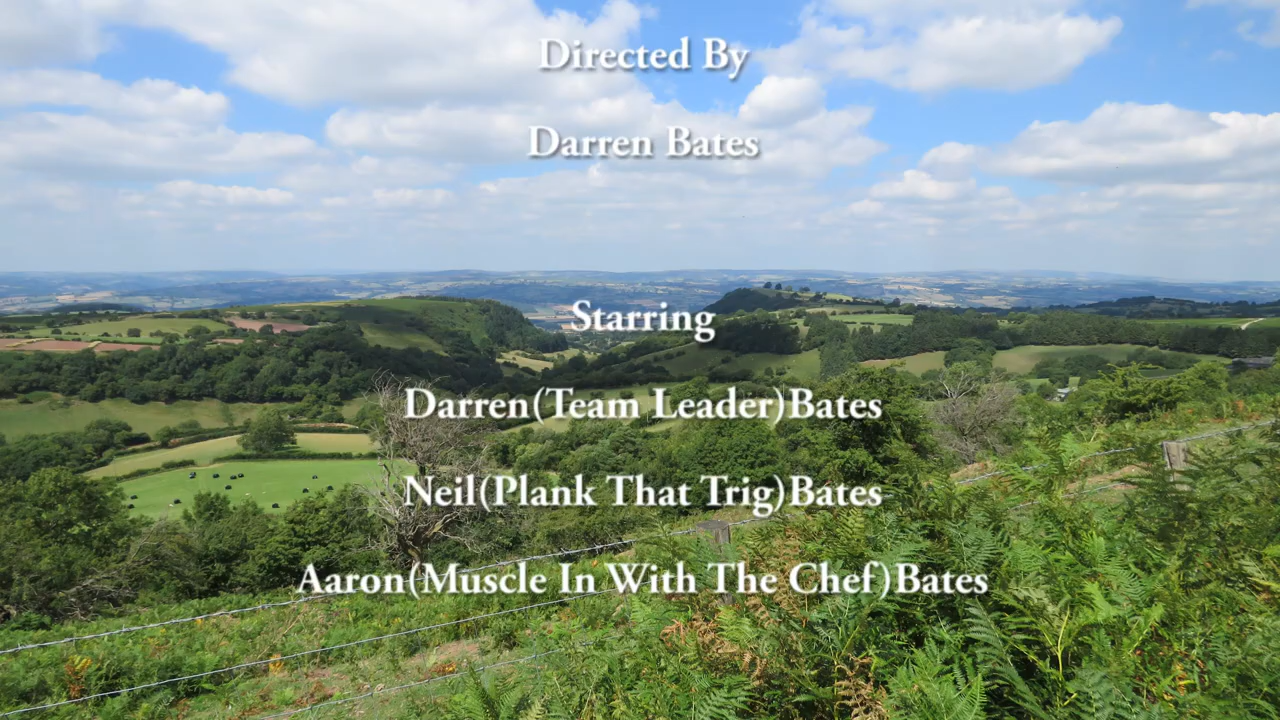 Directed By
Darren Bates
Starring
Darren(Team Leader)Bates
Neil(Plank That Trig)Bates
Aaron(Muscle In With The Chef)Bates